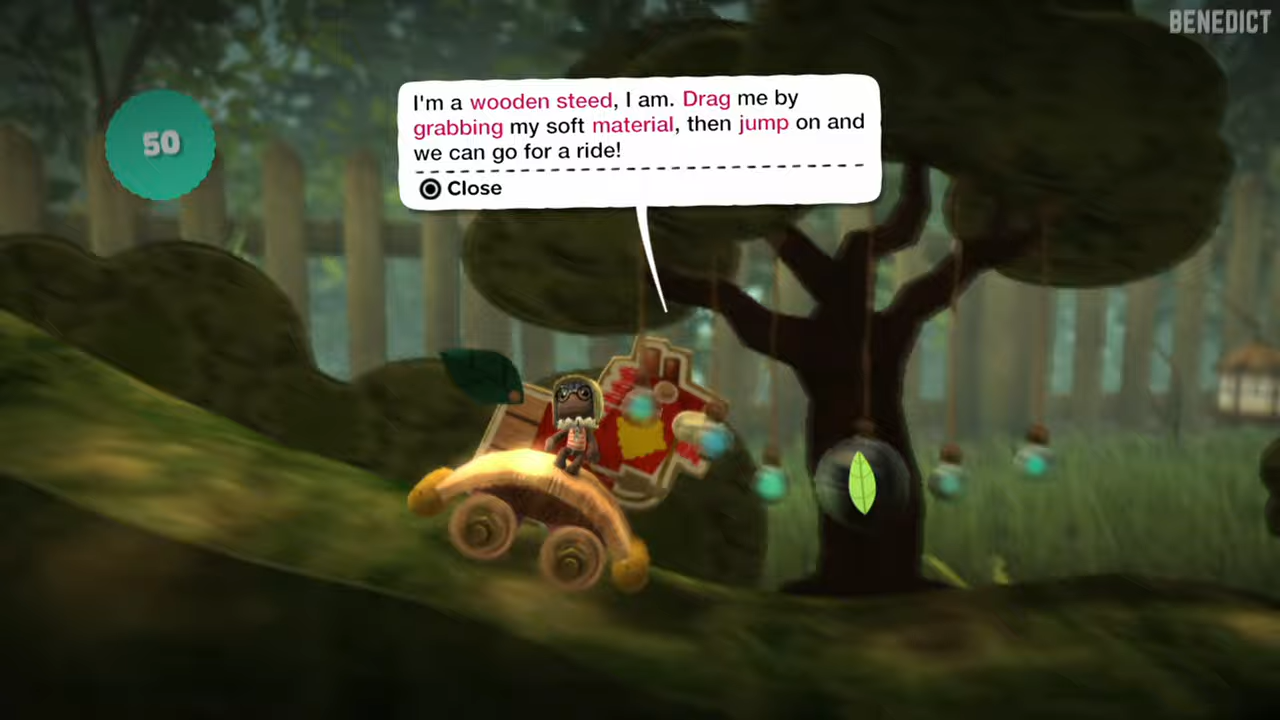 BENEDICT
50
I'm a wooden steed, I am. Drag me by
grabbing my soft material, then jump on and
we can go for a ride!
Close